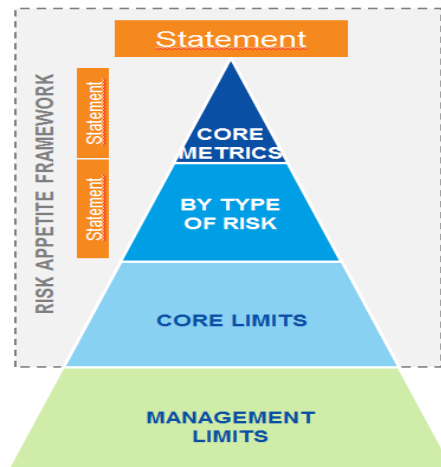 Statement
RISK APPETITE FRAMEWORK
Statement
Statement
CORE
METRICS
BY TYPE
OF RISK
CORE LIMITS
MANAGEMENT
LIMITS